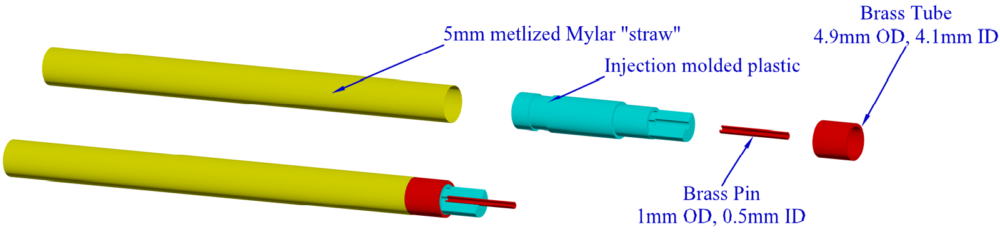 Brass Tube
4.9mm OD, 4.1mm ID
5mm metlized Mylar "straw"
Injection molded plastic
Brass Pin
1mm OD, 0.5mm ID